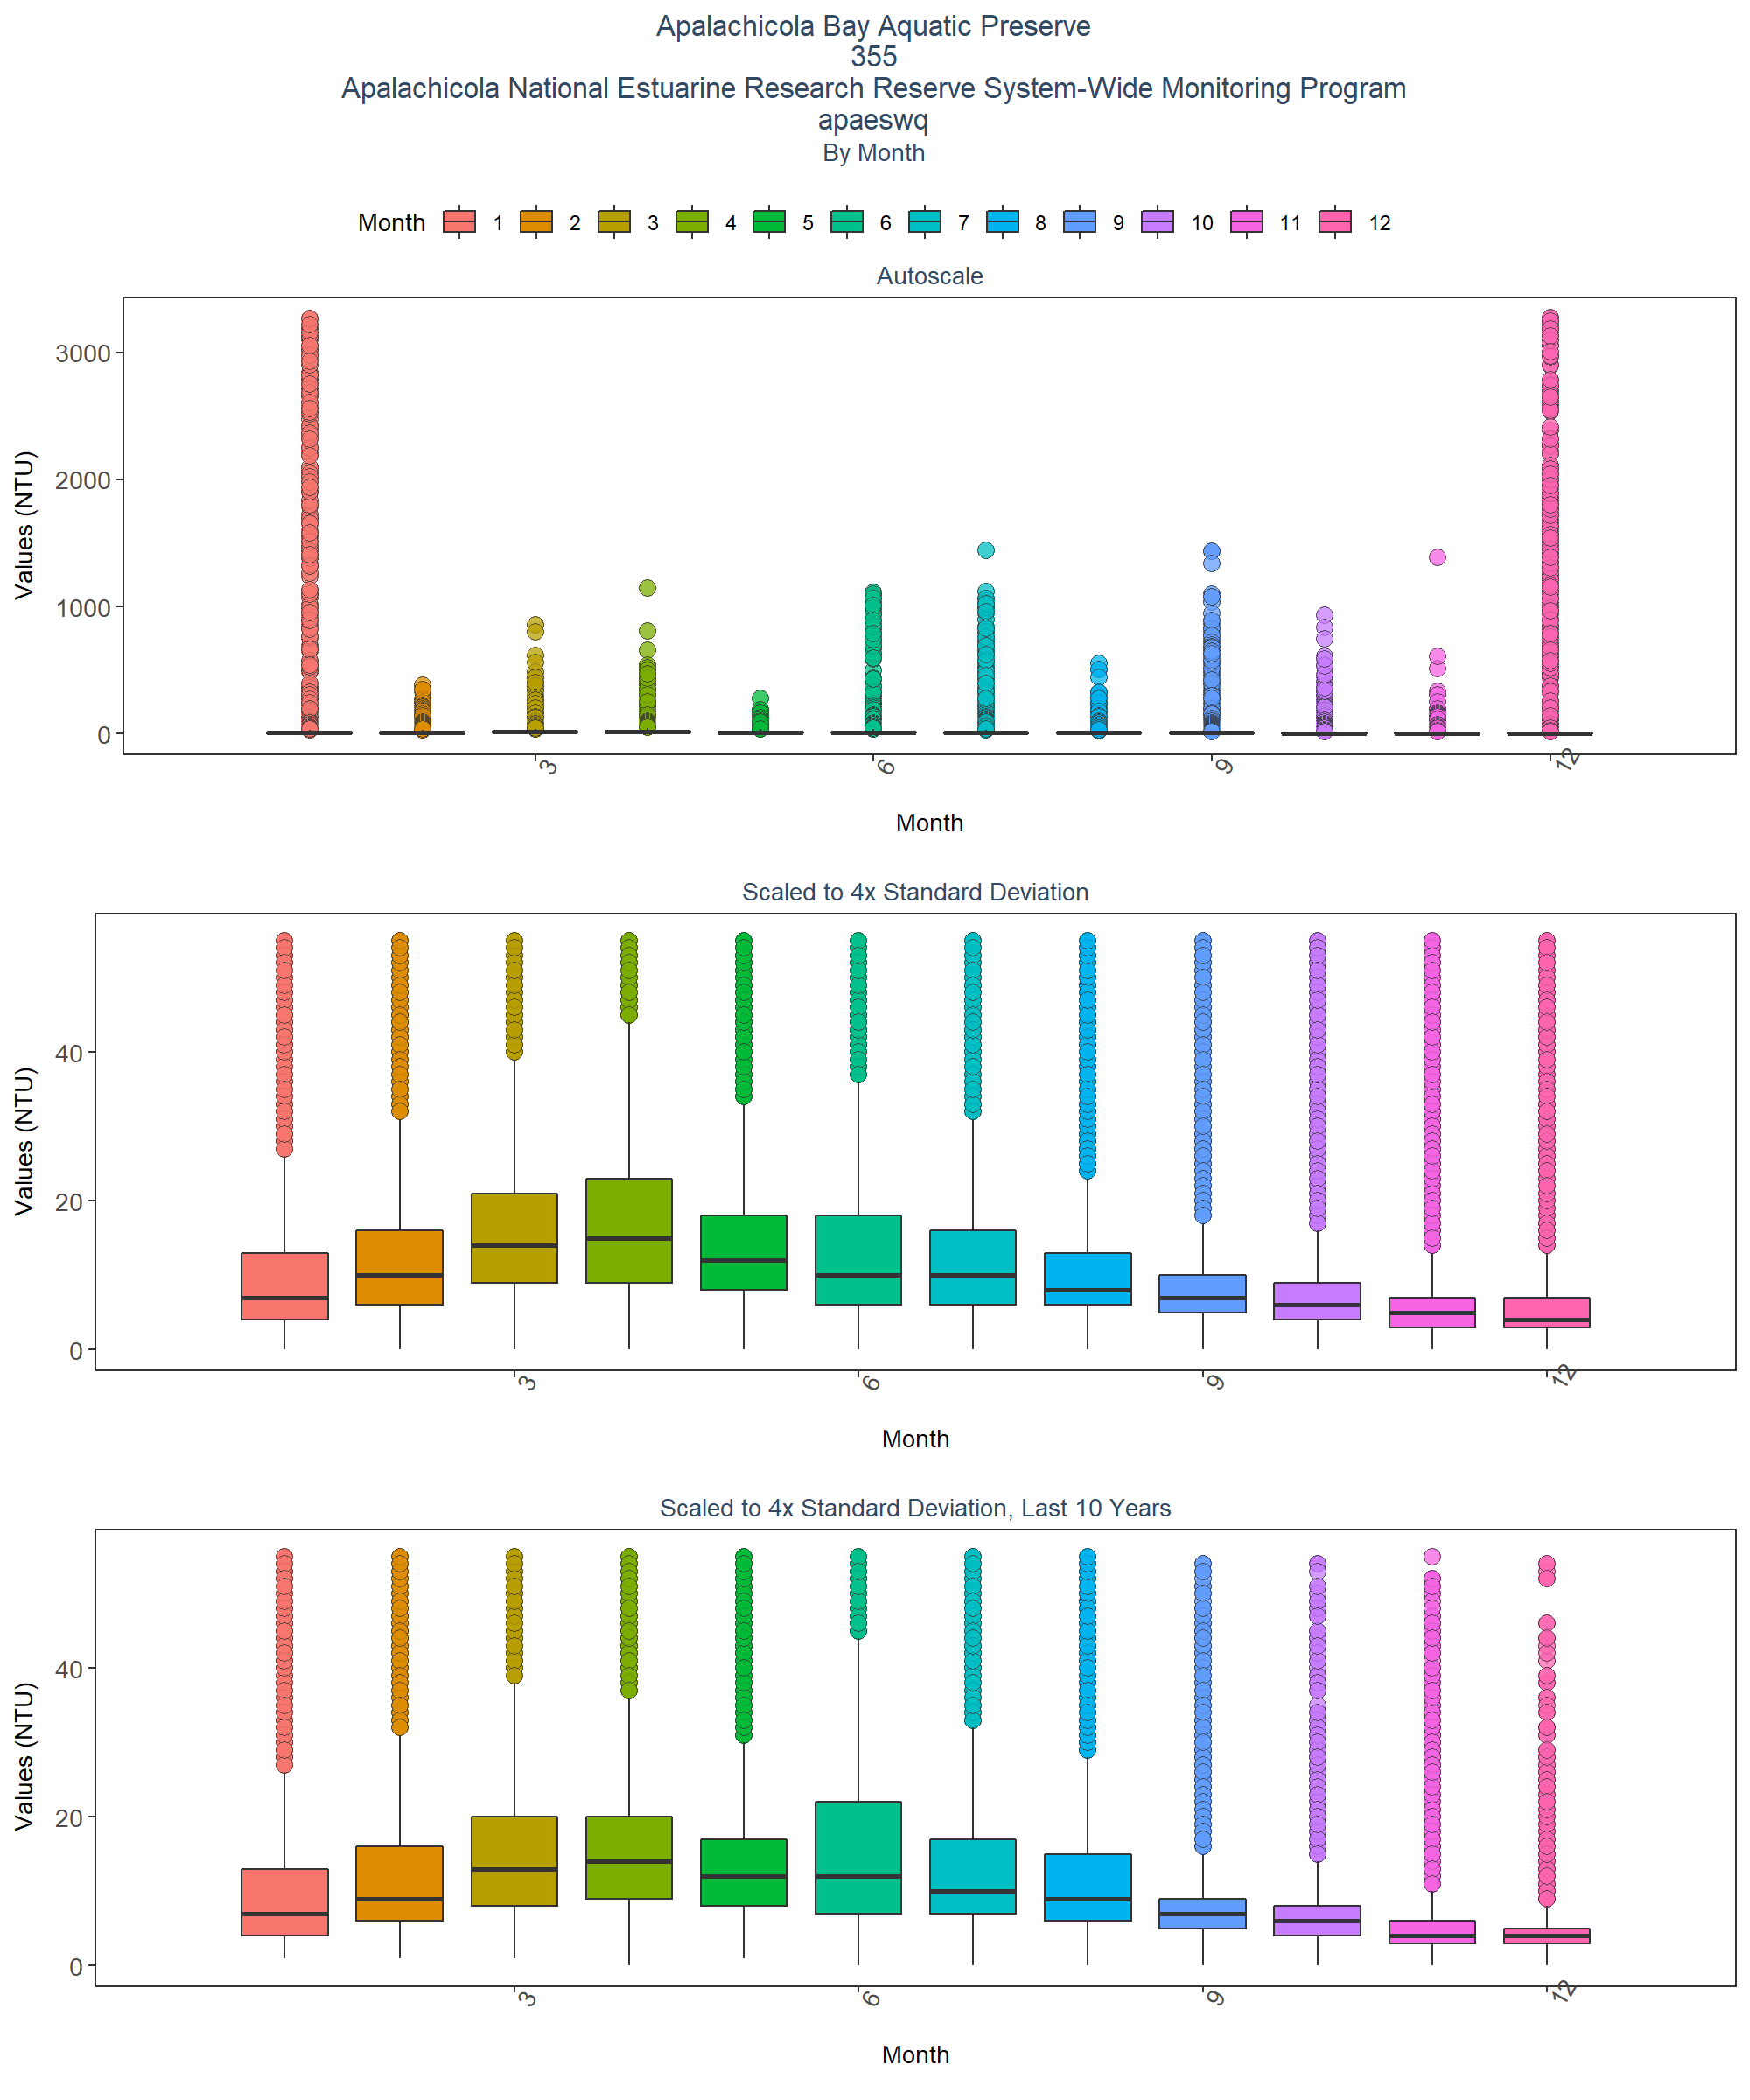 Apalachicola Bay Aquatic Preserve
355
Apalachicola National Estuarine Research Reserve System-Wide Monitoring Program
apaeswq
By Month
Month 1 2 3 4 5 6 7 8 9 10 11 12
Autoscale
Values (NTU)
3000
2000
1000
0
3 6 9 12
Month
Scaled to 4x Standard Deviation
Values (NTU)
40
20
0
3 6 9 12
Month
Scaled to 4x Standard Deviation, Last 10 Years
Values (NTU)
40
20
0
3 6 9 12
Month